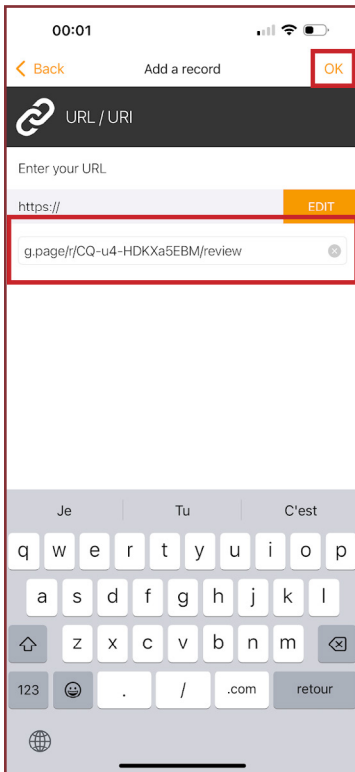 00:01
Back Add a record OK
URL / URI
Enter your URL
https:// EDIT
g.page/r/CQ-u4-HDKXa5EBM/review
Je Tu C'est
q w e r t y u i o p
a s d f g h j k l
z x c v b n m
123 . / .com retour